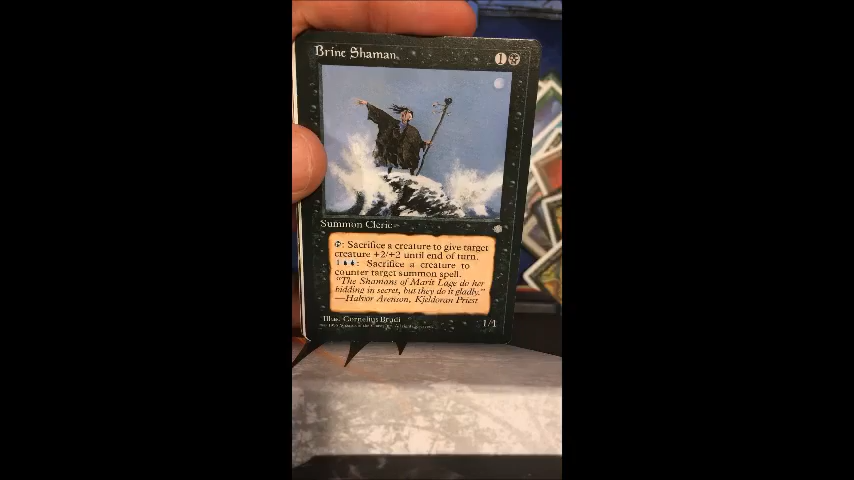 Brine Shaman
1
Summon Cleric
: Sacrifice a creature to give target
creature +2/+2 until end of turn.
1 : Sacrifice a creature to
counter target summon spell.
"The Shamans of Marit Lage do her
bidding in secret, but they do it gladly."
—Halvor Arenson, Kjeldoran Priest
Illus. Cornelius Brudi
1/1